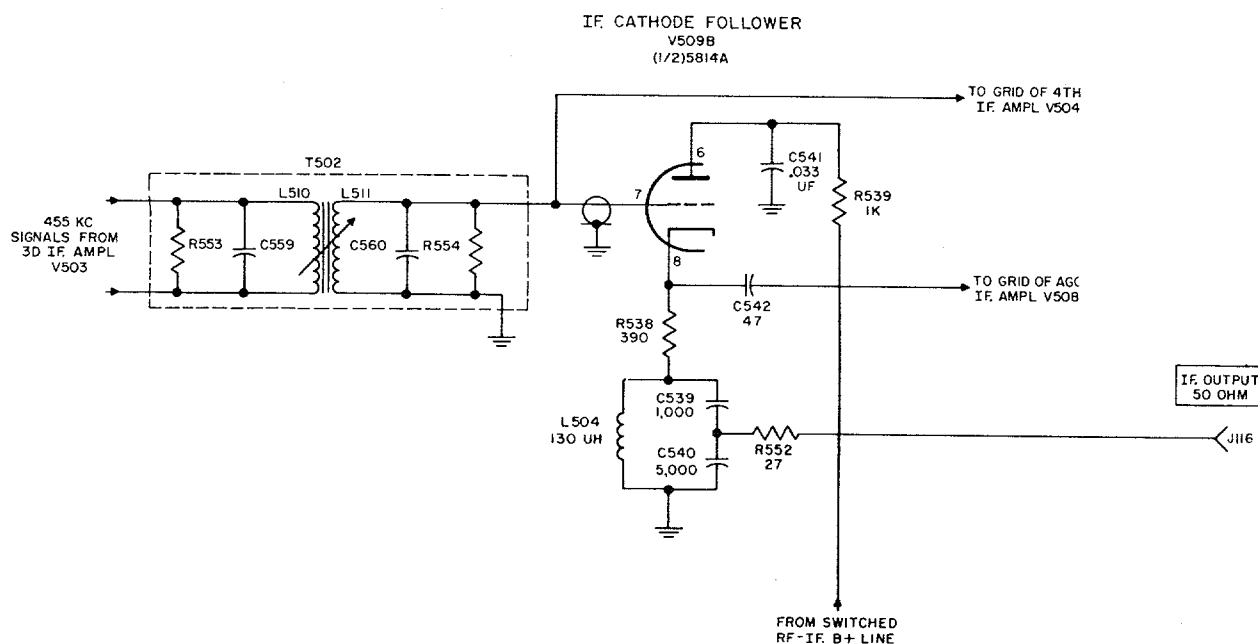 IF. CATHODE FOLLOWER
V509B
(1/2)5814A
TO GRID OF 4TH
IF. AMPL V504
T502
L510
L511
6
C541
.033
UF
R539
1K
7
455 KC
SIGNALS FROM
3D IF. AMPL
V503
R553
C559
C560
R554
8
C542
47
TO GRID OF AGC
IF. AMPL V508
R538
390
IF. OUTPUT
50 OHM
L504
130 UH
C539
1,000
C540
5,000
R552
27
J116
FROM SWITCHED
RF-IF. B+ LINE